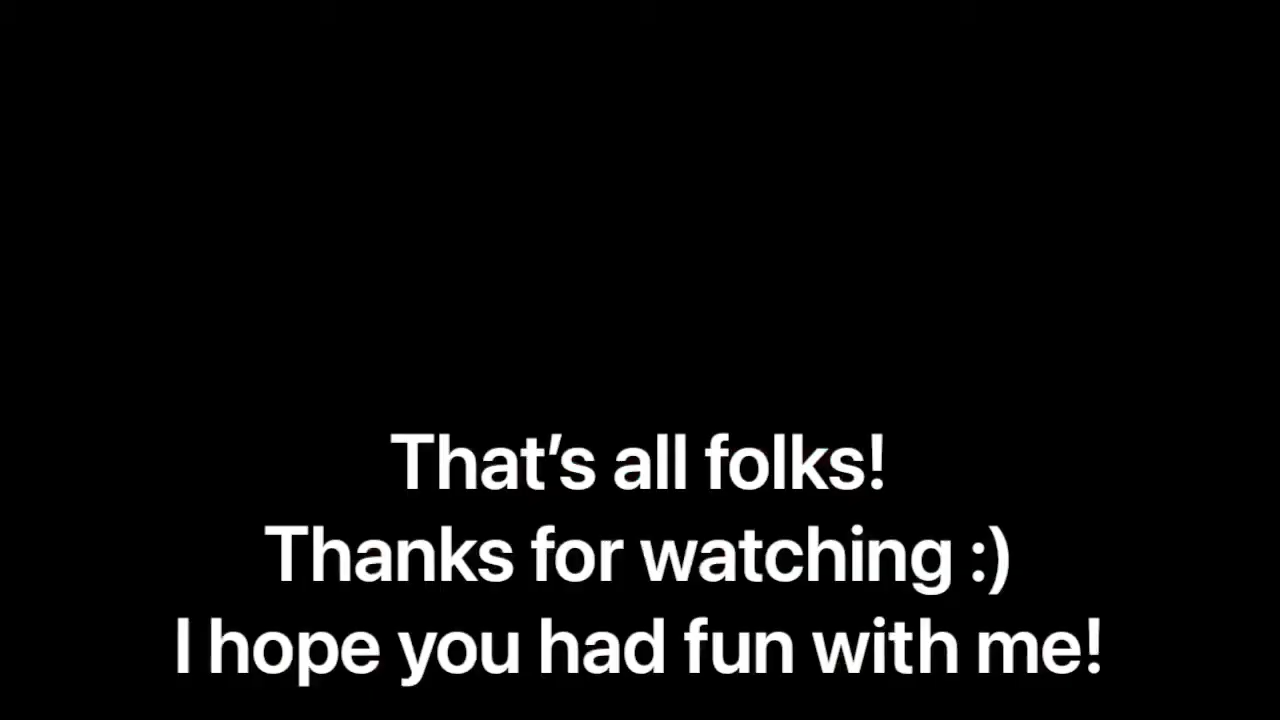 That’s all folks!
Thanks for watching :)
I hope you had fun with me!